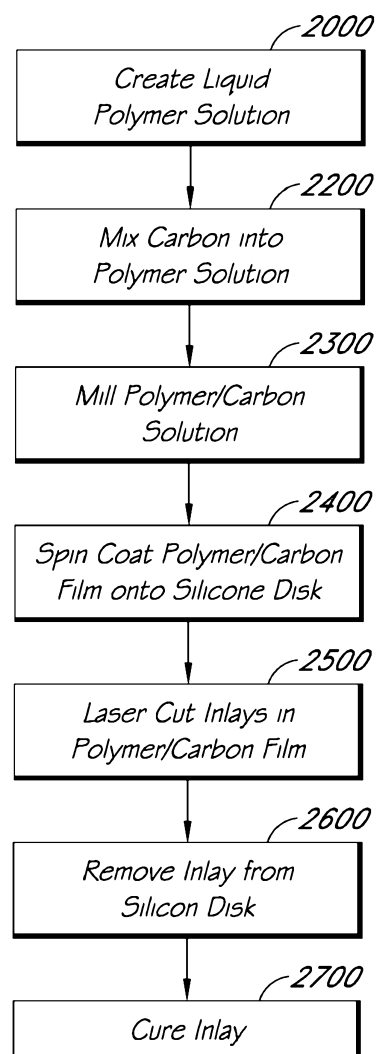 2000
Create Liquid
Polymer Solution
2200
Mix Carbon into
Polymer Solution
2300
Mill Polymer/Carbon
Solution
2400
Spin Coat Polymer/Carbon
Film onto Silicone Disk
2500
Laser Cut Inlays in
Polymer/Carbon Film
2600
Remove Inlay from
Silicon Disk
2700
Cure Inlay